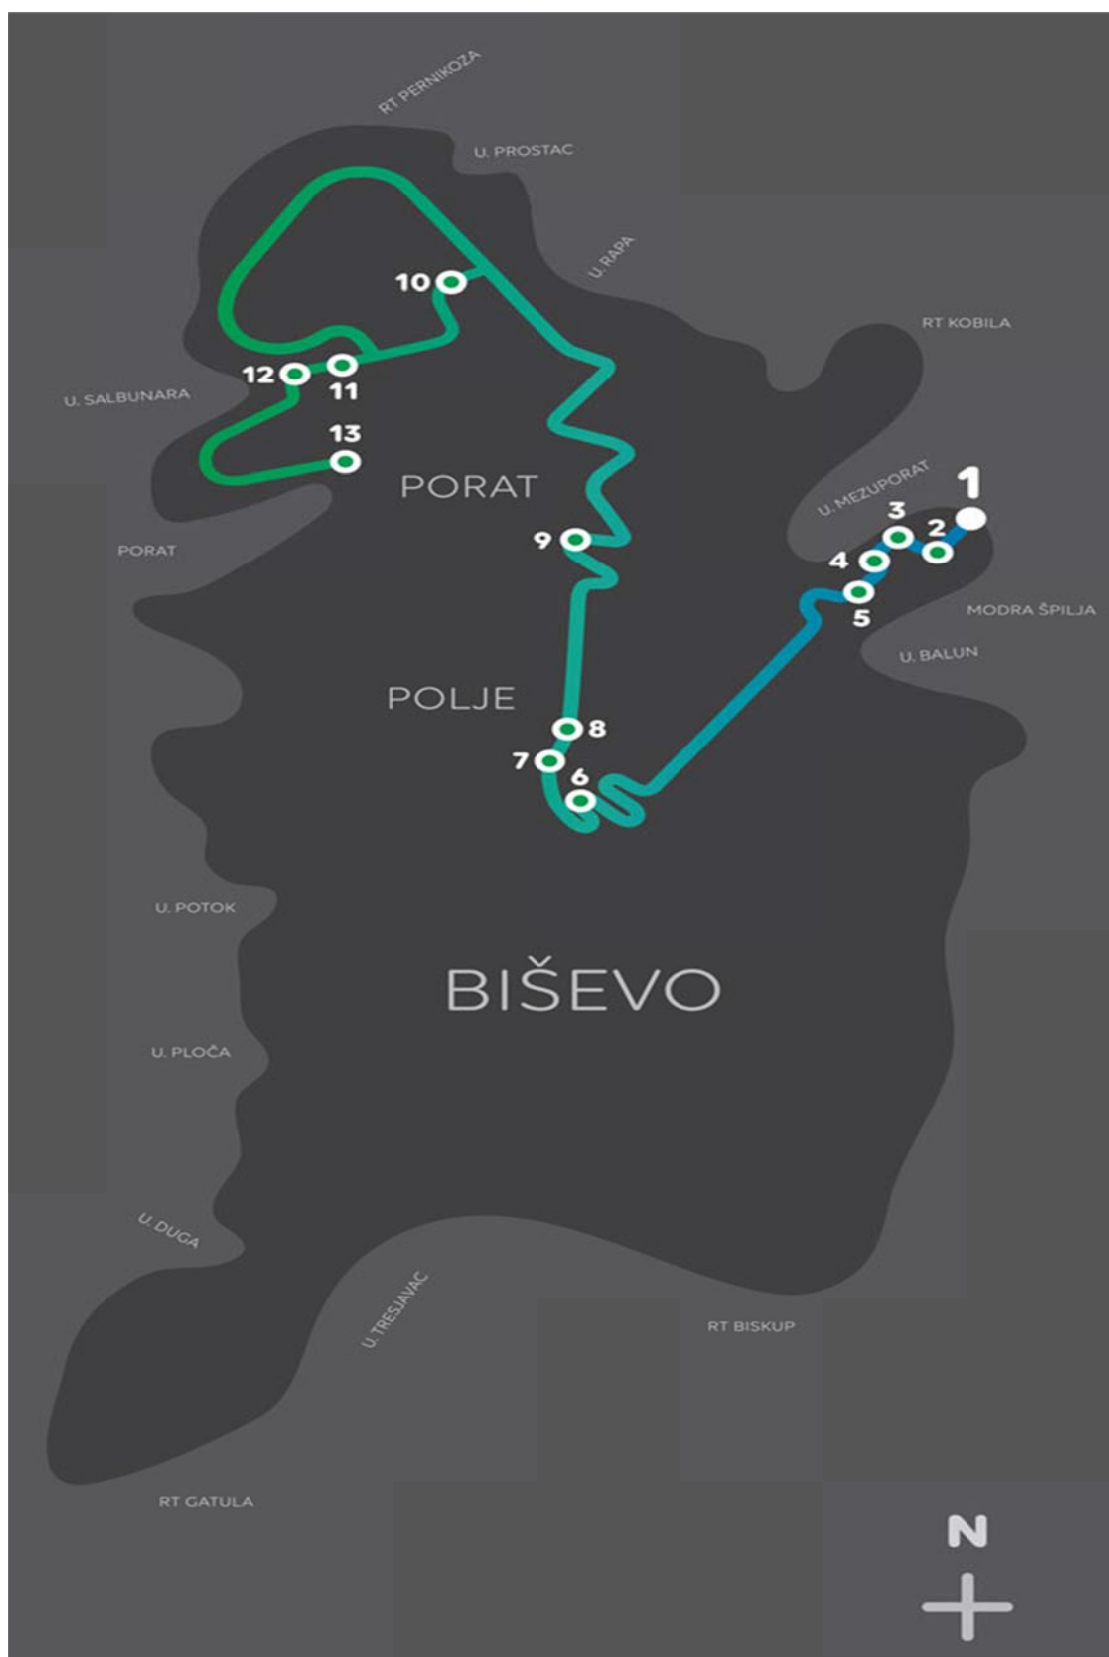 RT PERNIKOZA
U. PROSTAC
U. RAPA
10
RT KOBILA
12
11
U. SALBUNARA
13
PORAT
U. MEZUPORAT
1
3
2
9
PORAT
4
5
MODRA ŠPILJA
U. BALUN
POLJE
8
7
6
U. POTOK
BIŠEVO
U. PLOČA
U. DUGA
U. TRESJAVAC
RT BISKUP
RT GATULA
N